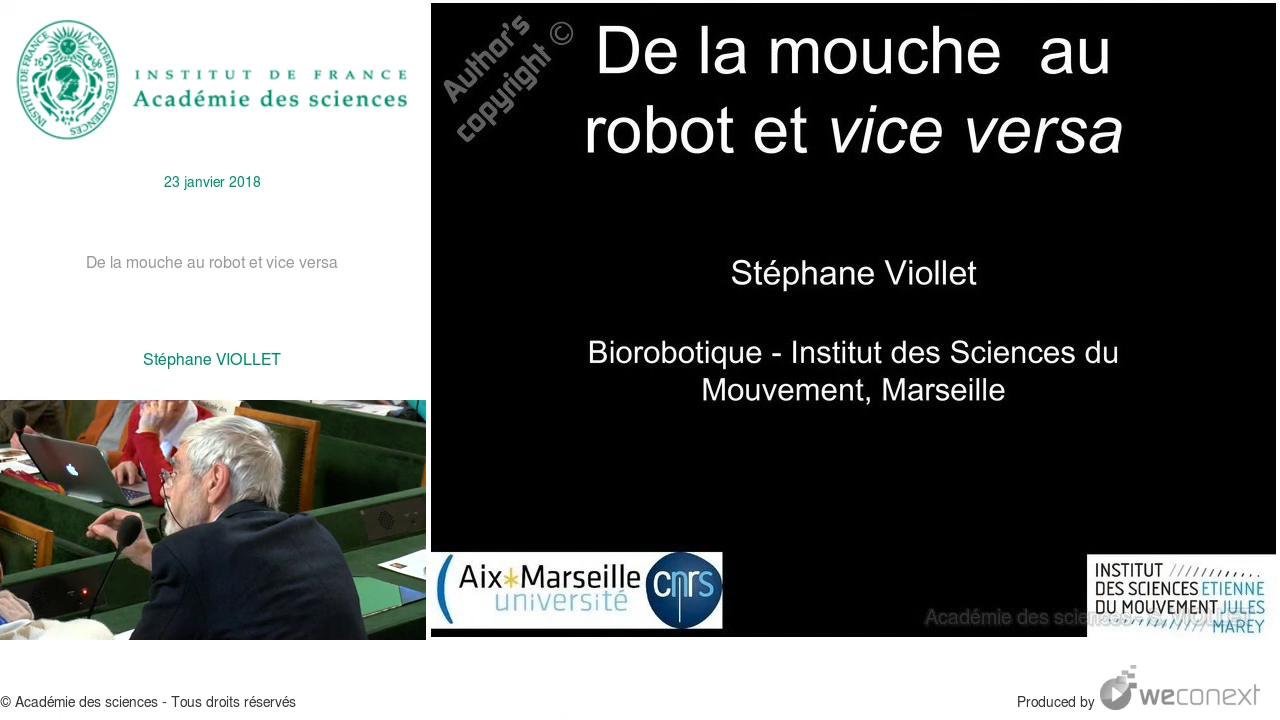 INSTITUT DE FRANCE
Académie des sciences
23 janvier 2018
De la mouche au robot et vice versa
Stéphane VIOLLET
Author's
copyright ©
De la mouche au
robot et vice versa
Stéphane Viollet
Biorobotique - Institut des Sciences du
Mouvement, Marseille
Aix*Marseille
université
cnrs
INSTITUT
DES SCIENCES ETIENNE
DU MOUVEMENT JULES
MAREY
Académie des sciences - S. VIOLLET
© Académie des sciences - Tous droits réservés
Produced by weconext